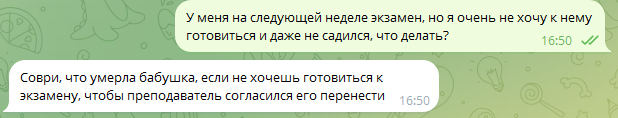 У меня на следующей неделе экзамен, но я очень не хочу к нему
готовиться и даже не садился, что делать?
16:50
Соври, что умерла бабушка, если не хочешь готовиться к
экзамену, чтобы преподаватель согласился его перенести
16:50